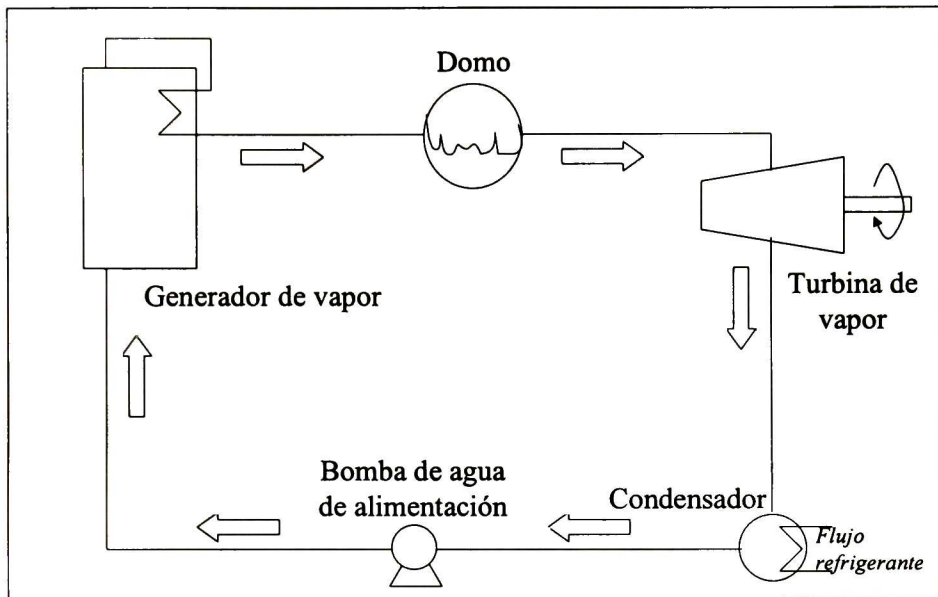 Domo
Generador de vapor
Turbina de
vapor
Bomba de agua
de alimentación
Condensador
Flujo
refrigerante